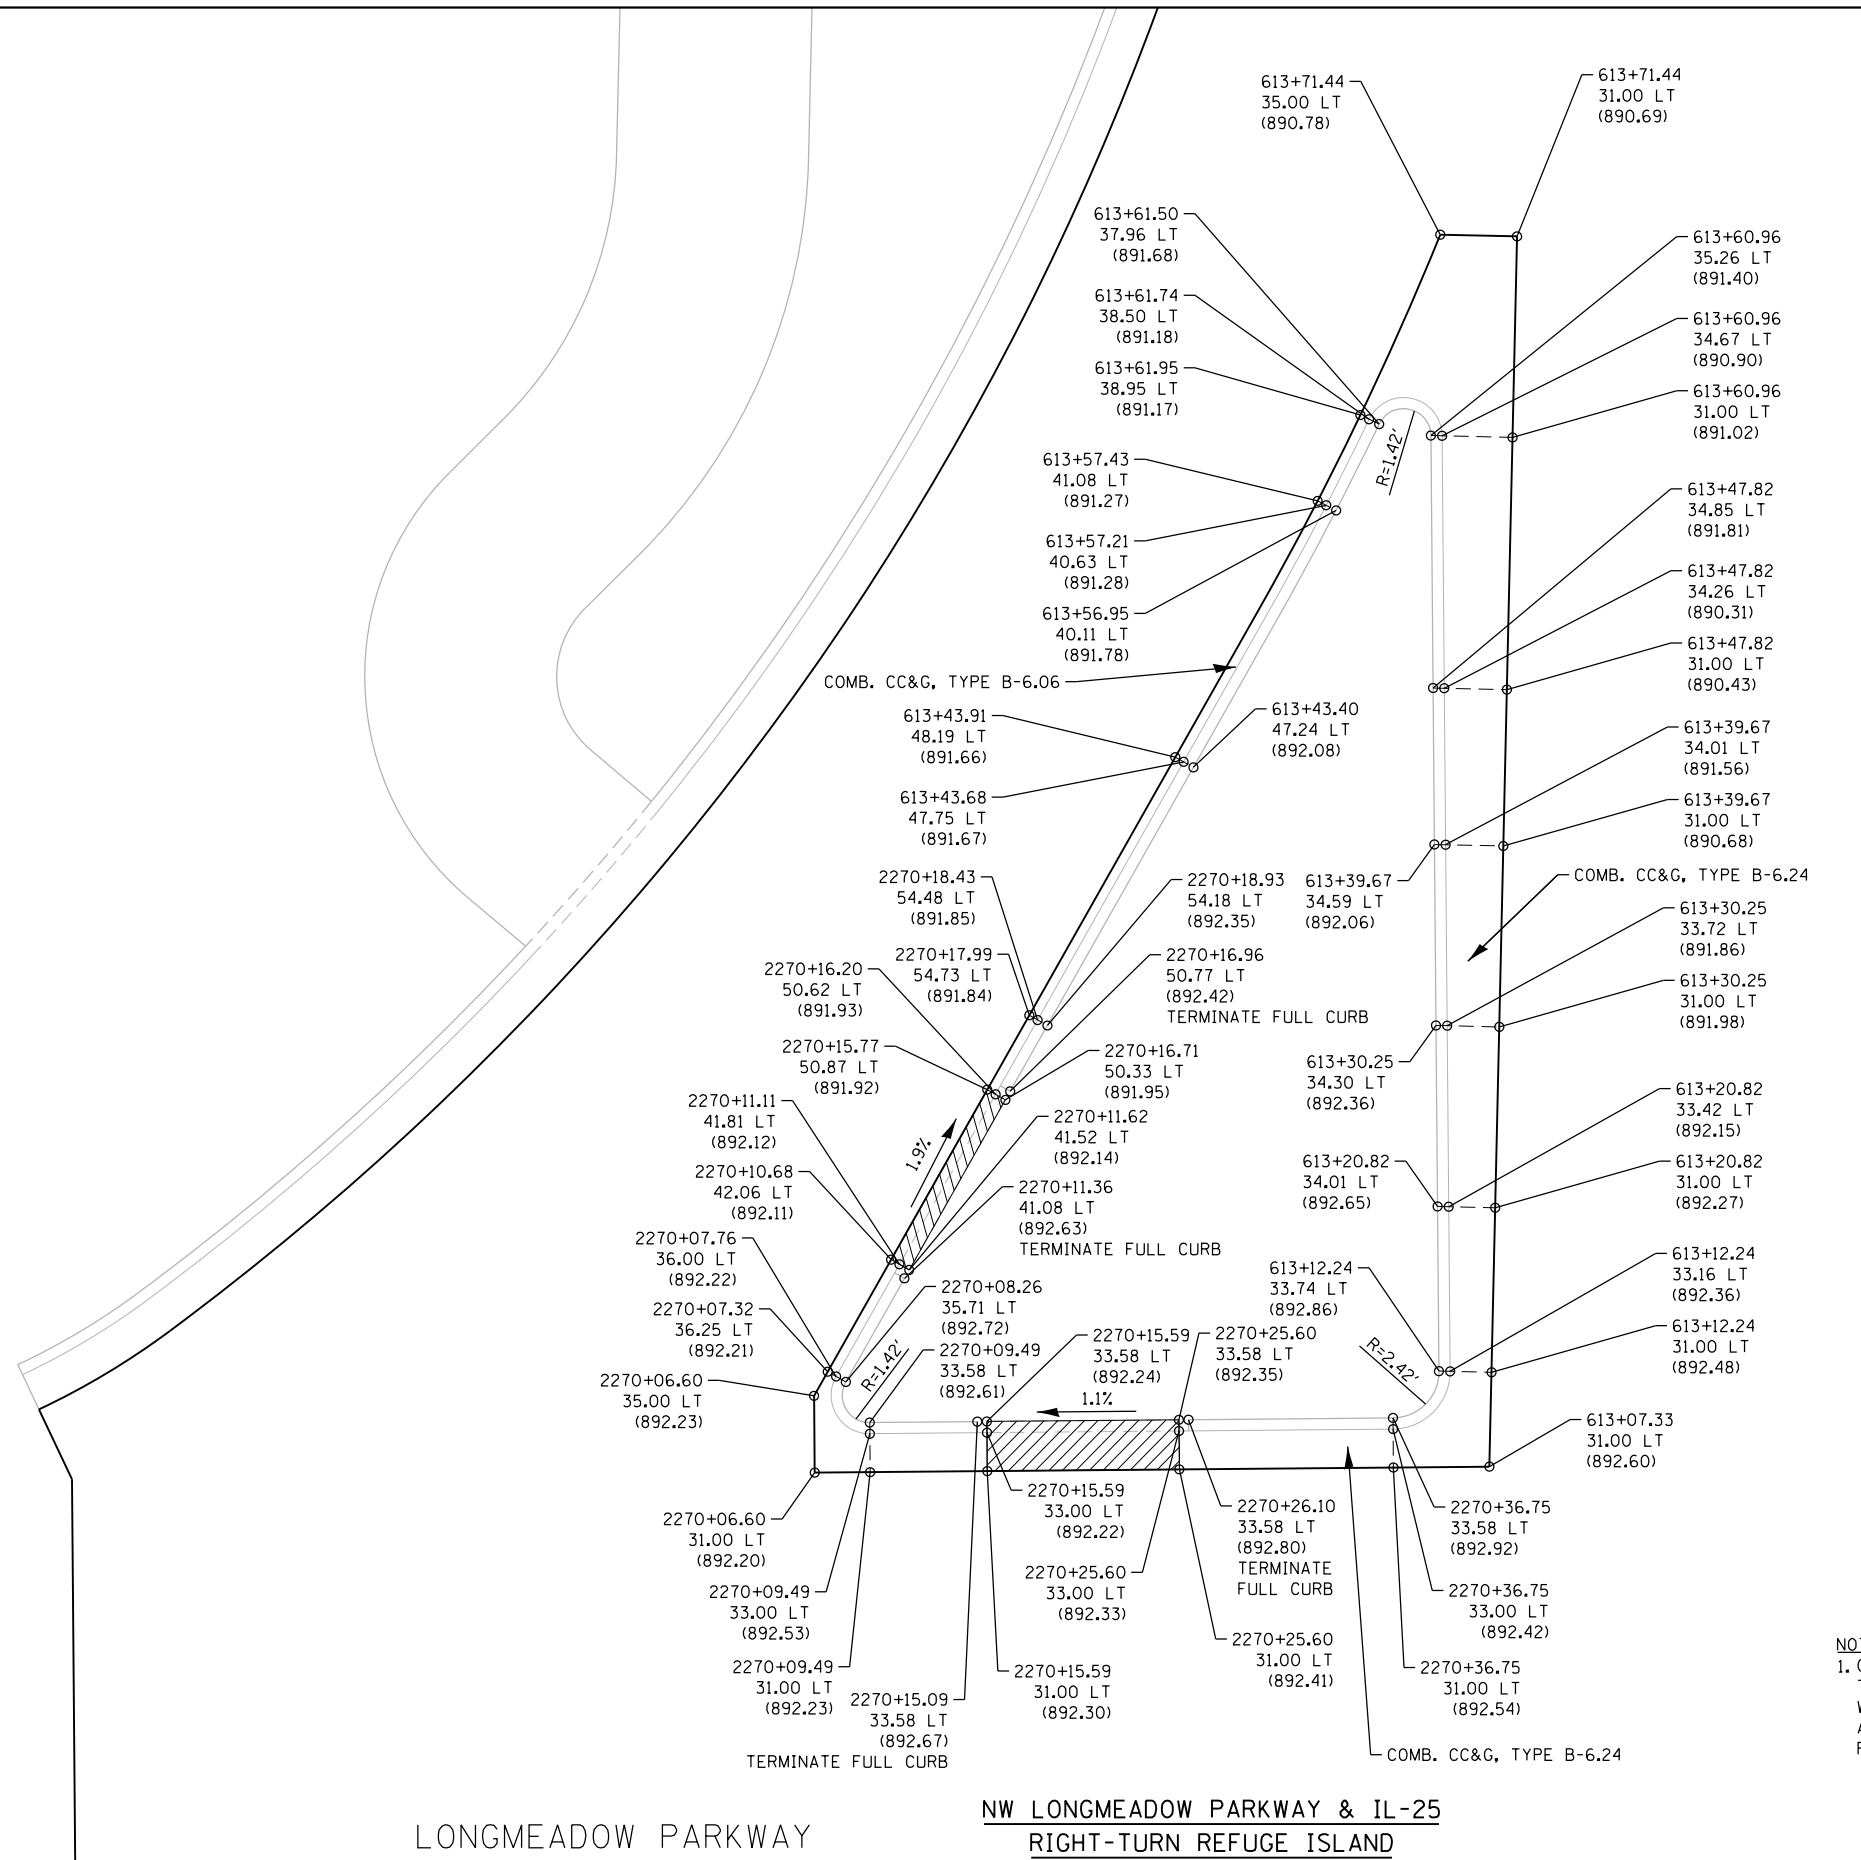 613+71.44
35.00 LT
(890.78)
613+71.44
31.00 LT
(890.69)
613+61.50
37.96 LT
(891.68)
613+60.96
35.26 LT
(891.40)
613+61.74
38.50 LT
(891.18)
613+60.96
34.67 LT
(890.90)
613+61.95
38.95 LT
(891.17)
613+60.96
31.00 LT
(891.02)
R=1.42'
613+57.43
41.08 LT
(891.27)
613+47.82
34.85 LT
(891.81)
613+57.21
40.63 LT
(891.28)
613+47.82
34.26 LT
(890.31)
613+56.95
40.11 LT
(891.78)
613+47.82
31.00 LT
(890.43)
COMB. CC&G, TYPE B-6.06
613+43.91
48.19 LT
(891.66)
613+43.40
47.24 LT
(892.08)
613+39.67
34.01 LT
(891.56)
613+43.68
47.75 LT
(891.67)
613+39.67
31.00 LT
(890.68)
2270+18.43
54.48 LT
(891.85)
2270+18.93
54.18 LT
(892.35)
613+39.67
34.59 LT
(892.06)
COMB. CC&G, TYPE B-6.24
613+30.25
33.72 LT
(891.86)
2270+17.99
54.73 LT
(891.84)
2270+16.96
50.77 LT
(892.42)
TERMINATE FULL CURB
2270+16.20
50.62 LT
(891.93)
613+30.25
31.00 LT
(891.98)
2270+15.77
50.87 LT
(891.92)
2270+16.71
50.33 LT
(891.95)
613+30.25
34.30 LT
(892.36)
2270+11.11
41.81 LT
(892.12)
1.9%
2270+11.62
41.52 LT
(892.14)
613+20.82
33.42 LT
(892.15)
2270+10.68
42.06 LT
(892.11)
2270+11.36
41.08 LT
(892.63)
TERMINATE FULL CURB
613+20.82
34.01 LT
(892.65)
613+20.82
31.00 LT
(892.27)
2270+07.76
36.00 LT
(892.22)
2270+08.26
35.71 LT
(892.72)
613+12.24
33.74 LT
(892.86)
613+12.24
33.16 LT
(892.36)
2270+07.32
36.25 LT
(892.21)
R=1.42'
2270+09.49
33.58 LT
(892.61)
2270+15.59
33.58 LT
(892.24)
2270+25.60
33.58 LT
(892.35)
R=2.42'
613+12.24
31.00 LT
(892.48)
2270+06.60
35.00 LT
(892.23)
1.1%
613+07.33
31.00 LT
(892.60)
2270+06.60
31.00 LT
(892.20)
2270+15.59
33.00 LT
(892.22)
2270+26.10
33.58 LT
(892.80)
TERMINATE
FULL CURB
2270+36.75
33.58 LT
(892.92)
2270+09.49
33.00 LT
(892.53)
2270+25.60
33.00 LT
(892.33)
2270+36.75
33.00 LT
(892.42)
2270+09.49
31.00 LT
(892.23)
2270+15.59
31.00 LT
(892.30)
2270+25.60
31.00 LT
(892.41)
2270+36.75
31.00 LT
(892.54)
2270+15.09
33.58 LT
(892.67)
TERMINATE FULL CURB
COMB. CC&G, TYPE B-6.24
1.
NW LONGMEADOW PARKWAY & IL-25
RIGHT-TURN REFUGE ISLAND
LONGMEADOW PARKWAY